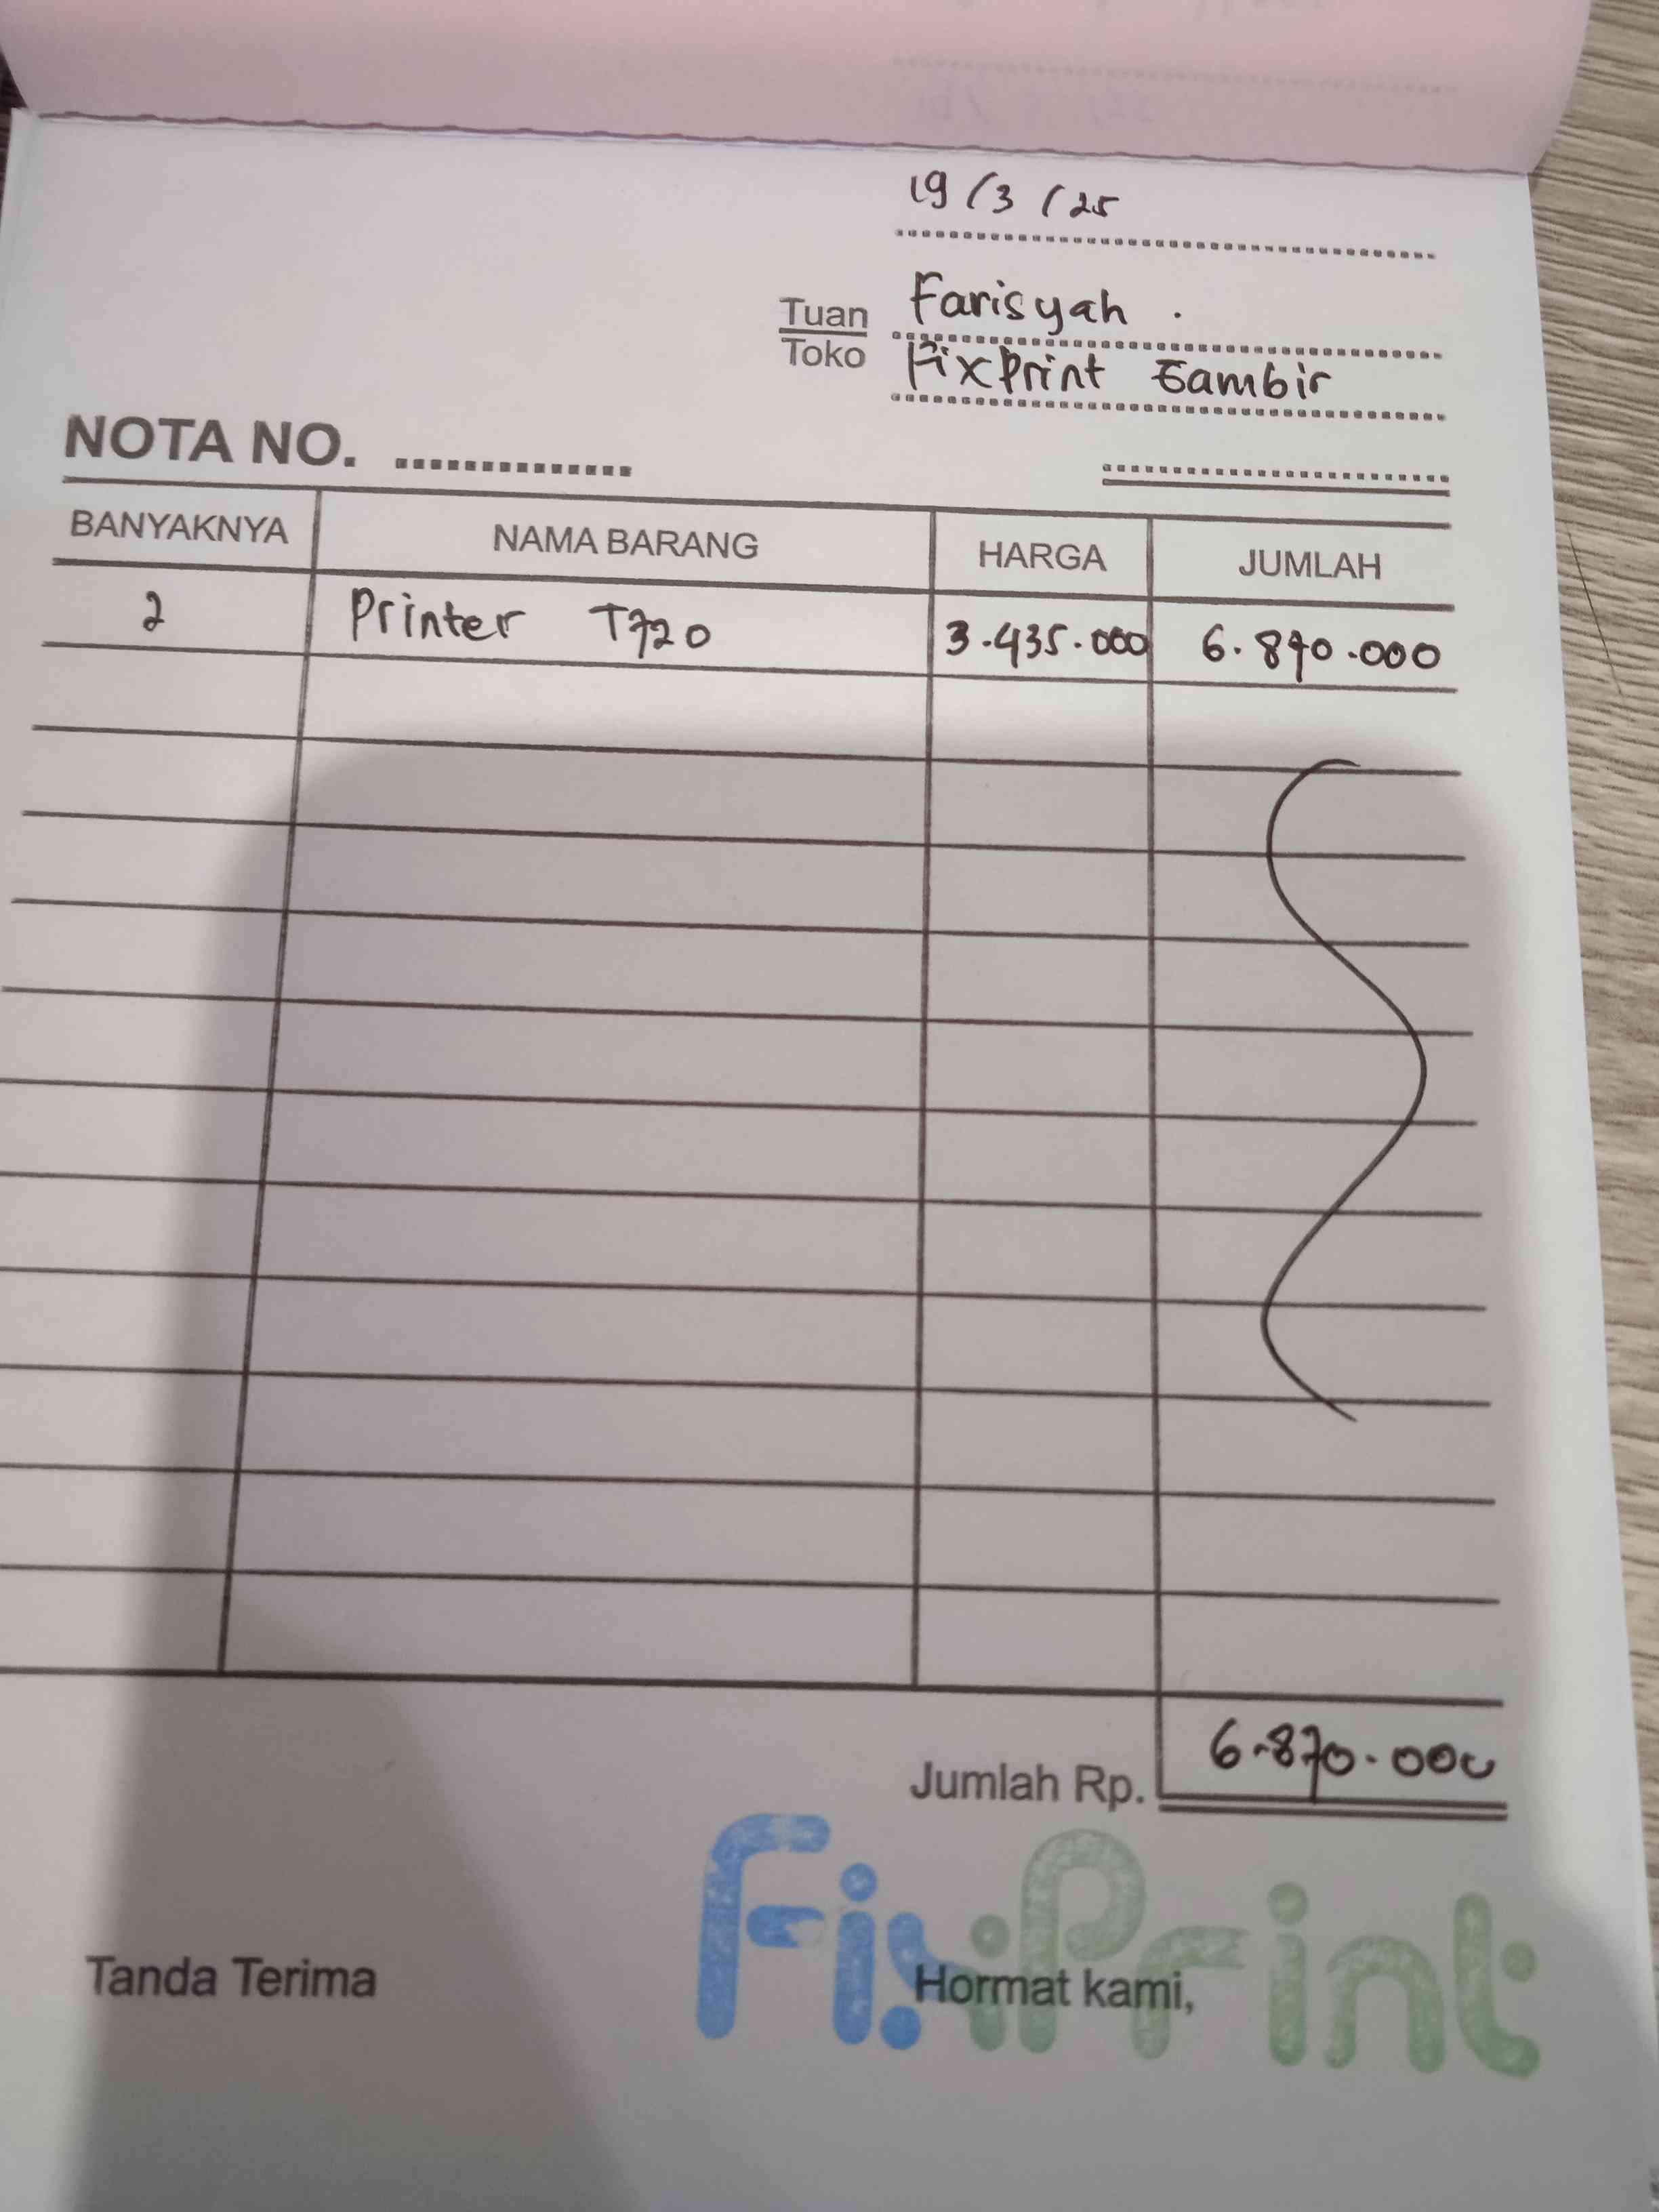 19/3/25
Tuan Farisyah .
Toko FixPrint Gambir
NOTA NO. ..............
BANYAKNYA NAMA BARANG HARGA JUMLAH
2 Printer T720 3.435.000 6.870.000
Jumlah Rp. 6.870.000
FixPrint
Tanda Terima Hormat kami,